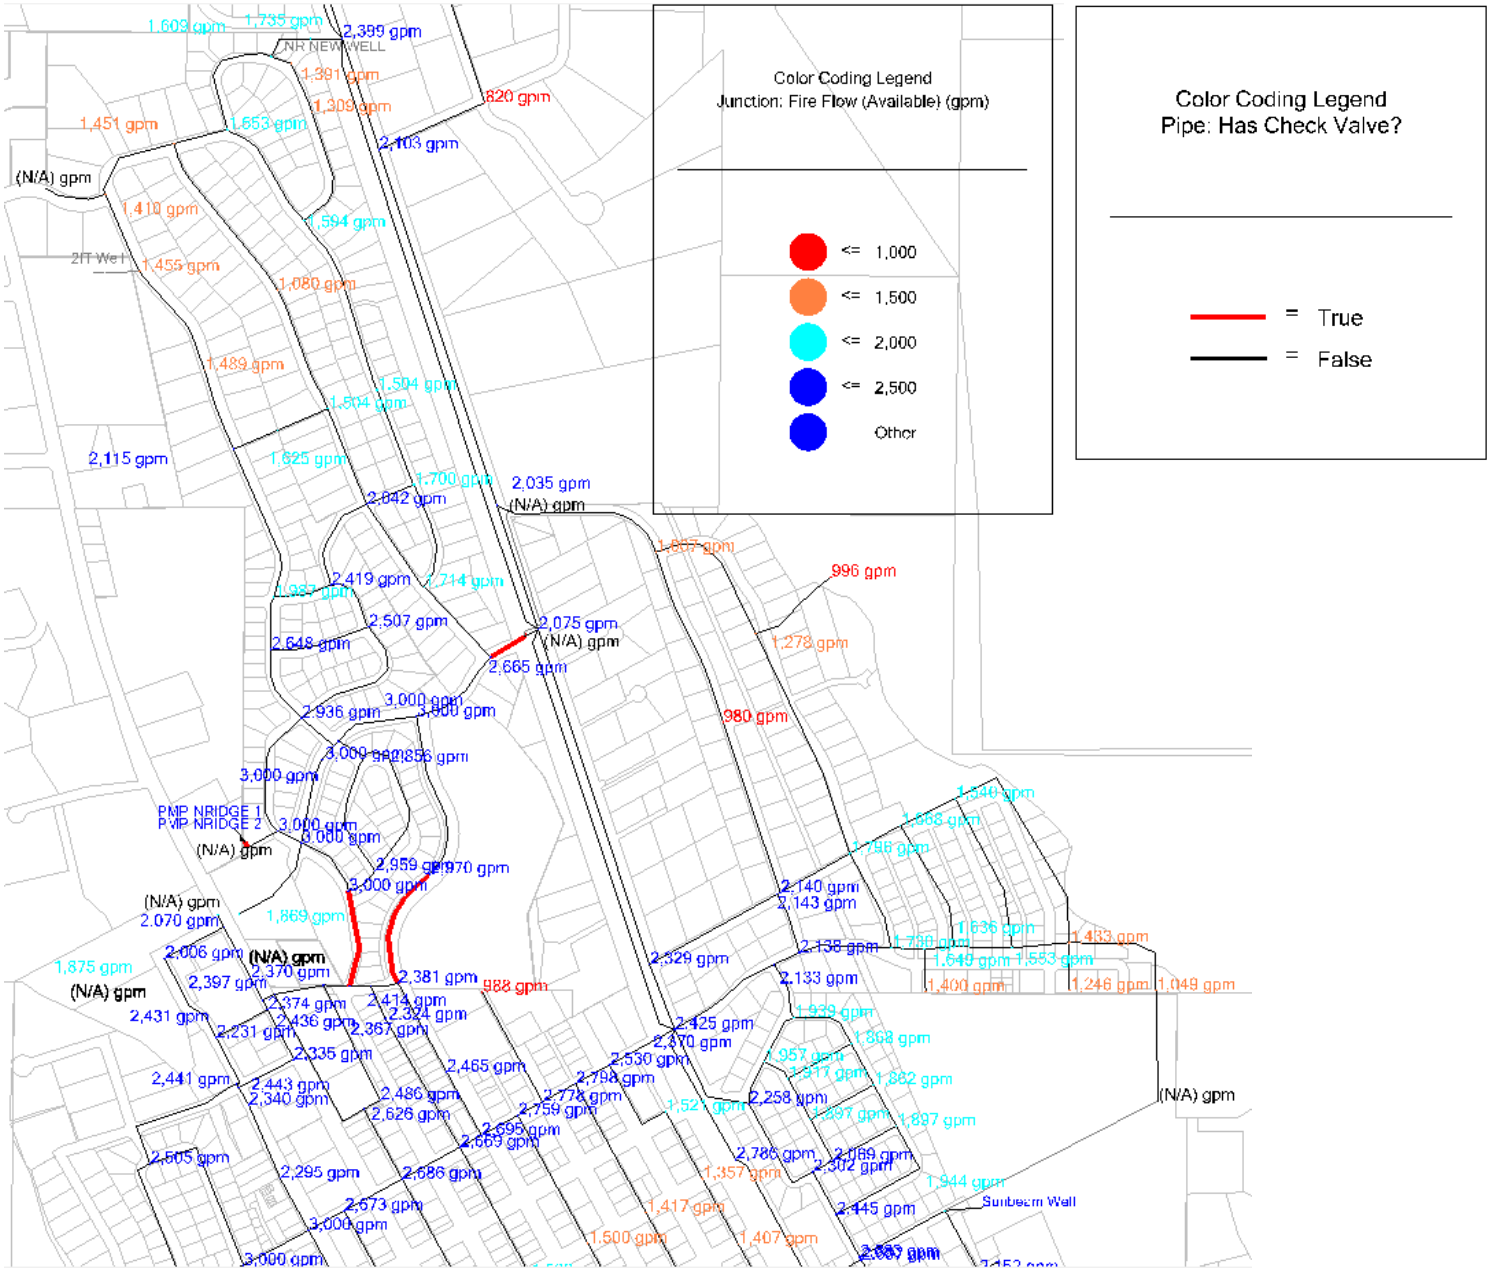 1,609 gpm
1,735 gpm
2,399 gpm
NR NEW WELL
1,391 gpm
1,309 gpm
820 gpm
1,451 gpm
1,653 gpm
2,103 gpm
(N/A) gpm
1,410 gpm
1,594 gpm
1,455 gpm
1,080 gpm
1,489 gpm
1,504 gpm
1,504 gpm
2,115 gpm
1,625 gpm
1,700 gpm
2,042 gpm
2,035 gpm
(N/A) gpm
996 gpm
2,419 gpm
1,714 gpm
1,987 gpm
2,507 gpm
2,075 gpm
(N/A) gpm
2,648 gpm
2,665 gpm
1,278 gpm
3,000 gpm
3,000 gpm
2,936 gpm
980 gpm
2,856 gpm
3,000 gpm
PMP NRIDGE 1
PMP NRIDGE 2
3,000 gpm
3,000 gpm
(N/A) gpm
2,959 gpm
2,970 gpm
3,000 gpm
(N/A) gpm
2,070 gpm
1,869 gpm
2,006 gpm
(N/A) gpm
1,875 gpm
(N/A) gpm
2,397 gpm
2,370 gpm
2,381 gpm
988 gpm
2,374 gpm
2,414 gpm
2,324 gpm
2,431 gpm
2,231 gpm
2,436 gpm
2,367 gpm
2,335 gpm
2,441 gpm
2,443 gpm
2,340 gpm
2,486 gpm
2,626 gpm
2,465 gpm
2,505 gpm
2,295 gpm
2,673 gpm
2,686 gpm
2,669 gpm
2,695 gpm
2,759 gpm
2,778 gpm
2,798 gpm
2,530 gpm
2,370 gpm
2,425 gpm
3,000 gpm
3,000 gpm
2,329 gpm
2,140 gpm
2,143 gpm
2,138 gpm
2,133 gpm
1,540 gpm
1,668 gpm
1,796 gpm
1,730 gpm
1,636 gpm
1,640 gpm
1,553 gpm
1,433 gpm
1,400 gpm
1,246 gpm
1,049 gpm
1,939 gpm
1,868 gpm
1,957 gpm
1,917 gpm
1,862 gpm
2,258 gpm
1,521 gpm
1,897 gpm
1,897 gpm
(N/A) gpm
2,786 gpm
2,069 gpm
2,302 gpm
1,357 gpm
1,944 gpm
Sunbeam Well
1,417 gpm
2,445 gpm
1,500 gpm
1,407 gpm
Color Coding Legend
Junction: Fire Flow (Available) (gpm)
<= 1,000
<= 1,500
<= 2,000
<= 2,500
Other
Color Coding Legend
Pipe: Has Check Valve?
= True
= False